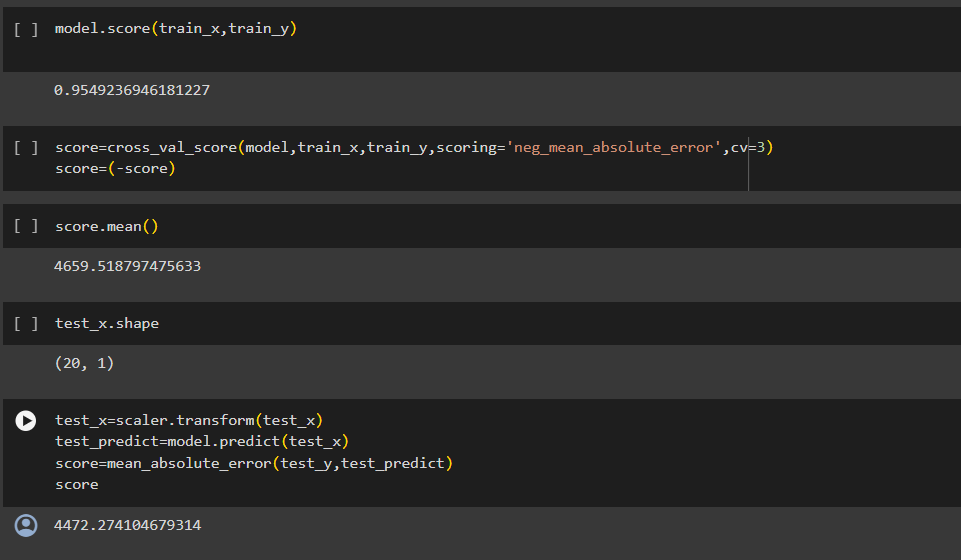 [ ] model.score(train_x,train_y)
0.9549236946181227
[ ] score=cross_val_score(model,train_x,train_y,scoring='neg_mean_absolute_error',cv=3)
score=(-score)
[ ] score.mean()
4659.518797475633
[ ] test_x.shape
(20, 1)
test_x=scaler.transform(test_x)
test_predict=model.predict(test_x)
score=mean_absolute_error(test_y,test_predict)
score
4472.274104679314